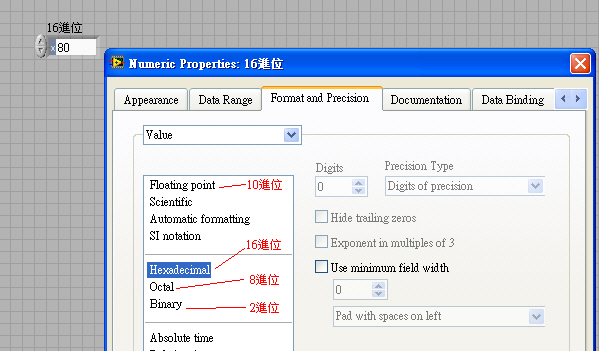 16進位
x 80
Numeric Properties: 16進位
Appearance Data Range Format and Precision Documentation Data Binding
Value
Digits Precision Type
0 Digits of precision
Floating point 10進位
Scientific
Automatic formatting
SI notation
Hide trailing zeros
Exponent in multiples of 3
16進位
Hexadecimal
Use minimum field width
Octal 8進位
0
Binary 2進位
Pad with spaces on left
Absolute time